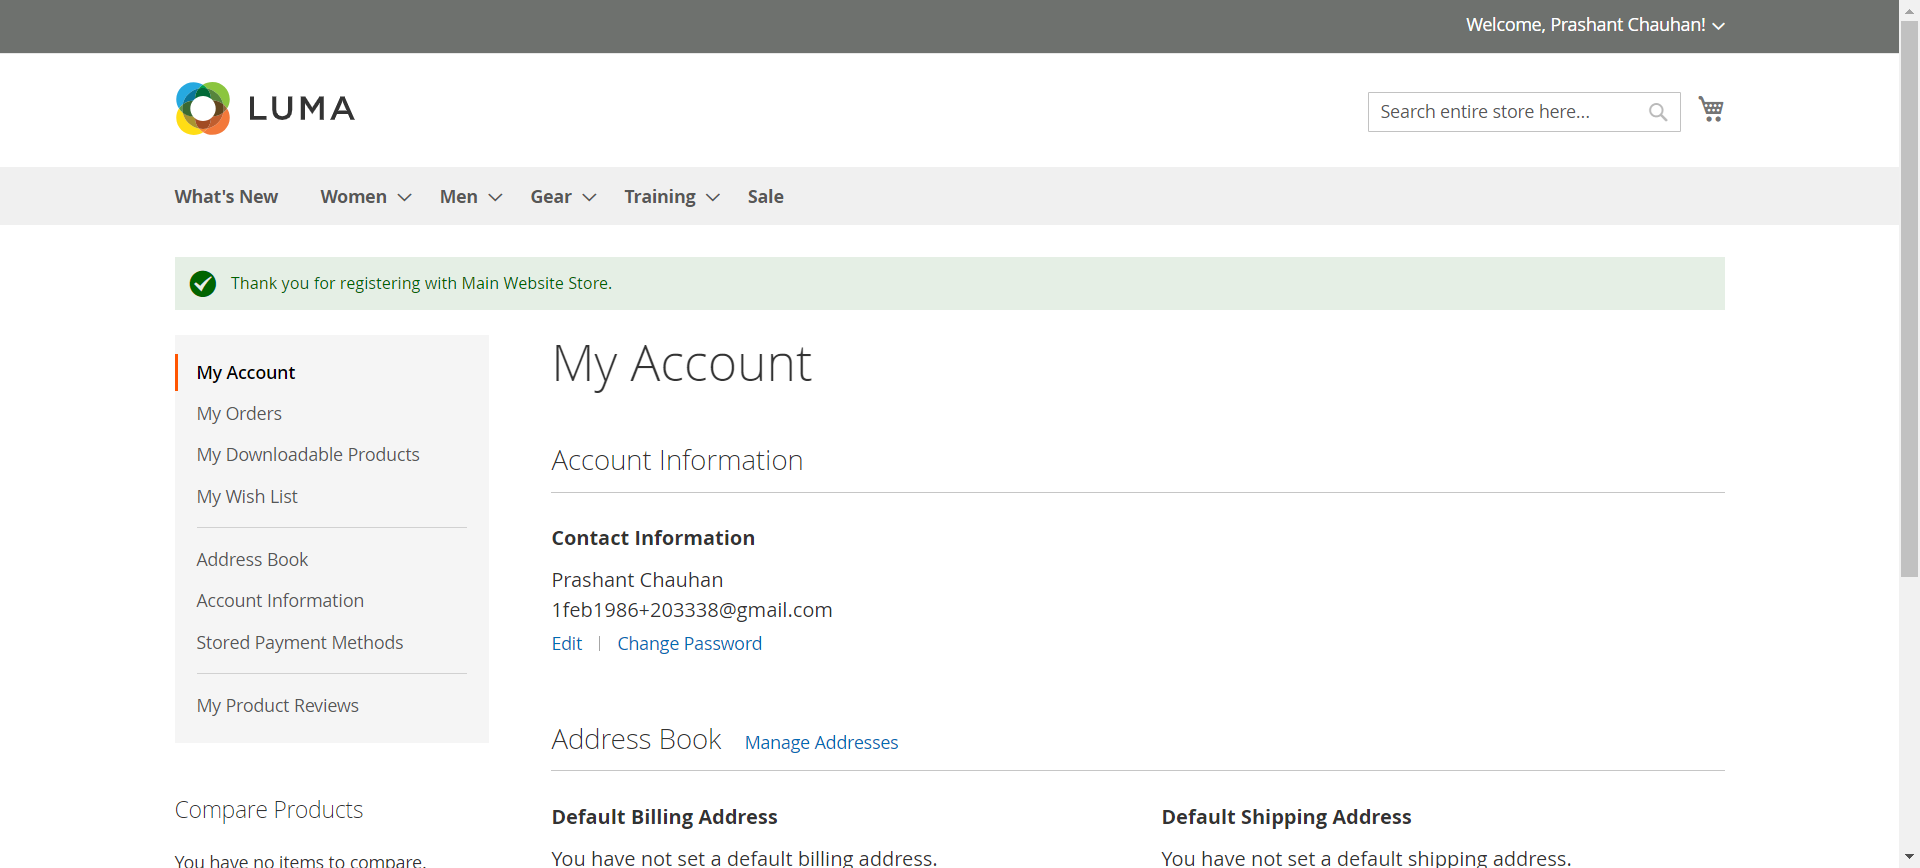 Welcome, Prashant Chauhan!
LUMA
Search entire store here...
What's New Women Men Gear Training Sale
Thank you for registering with Main Website Store.
My Account
My Orders
My Downloadable Products
My Wish List
Address Book
Account Information
Stored Payment Methods
My Product Reviews
Compare Products
You have no items to compare.
My Account
Account Information
Contact Information
Prashant Chauhan
1feb1986+203338@gmail.com
Edit | Change Password
Address Book Manage Addresses
Default Billing Address
You have not set a default billing address.
Default Shipping Address
You have not set a default shipping address.